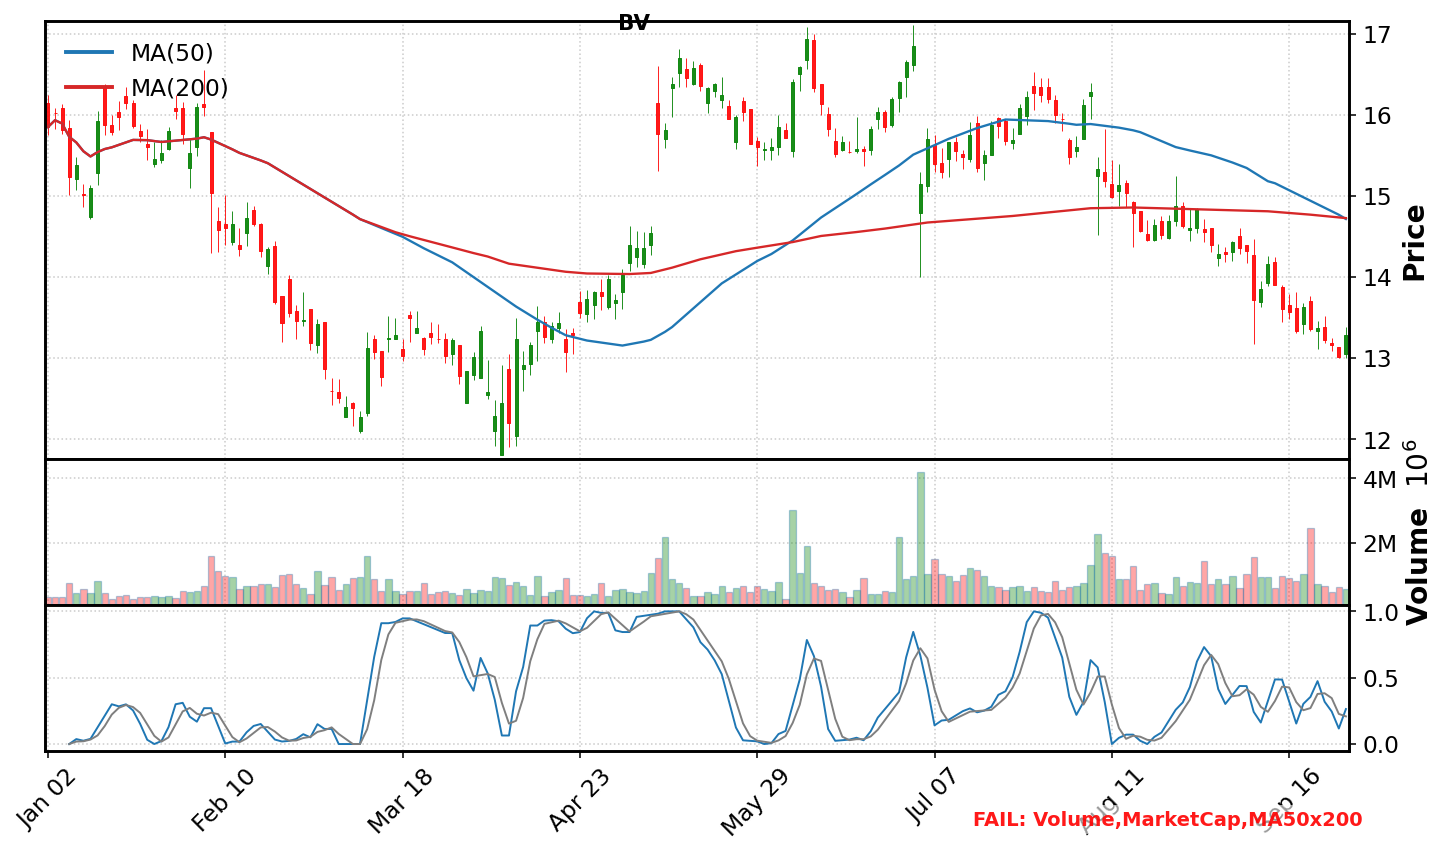 BV
MA(50)
MA(200)
17
16
15
14
13
12
Price
4M
2M
Volume 10^6
1.0
0.5
0.0
Jan 02
Feb 10
Mar 18
Apr 23
May 29
Jul 07
Aug 11
Sep 16
FAIL: Volume,MarketCap,MA50x200